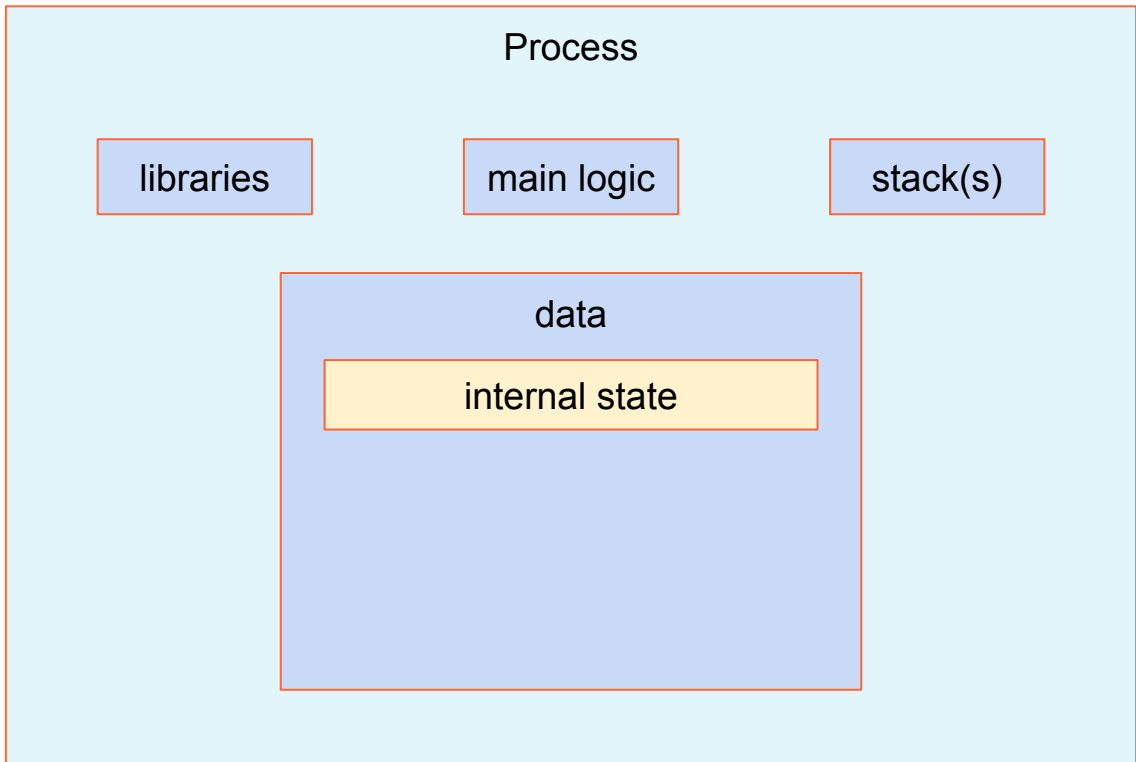 Process
libraries
main logic
stack(s)
data
internal state